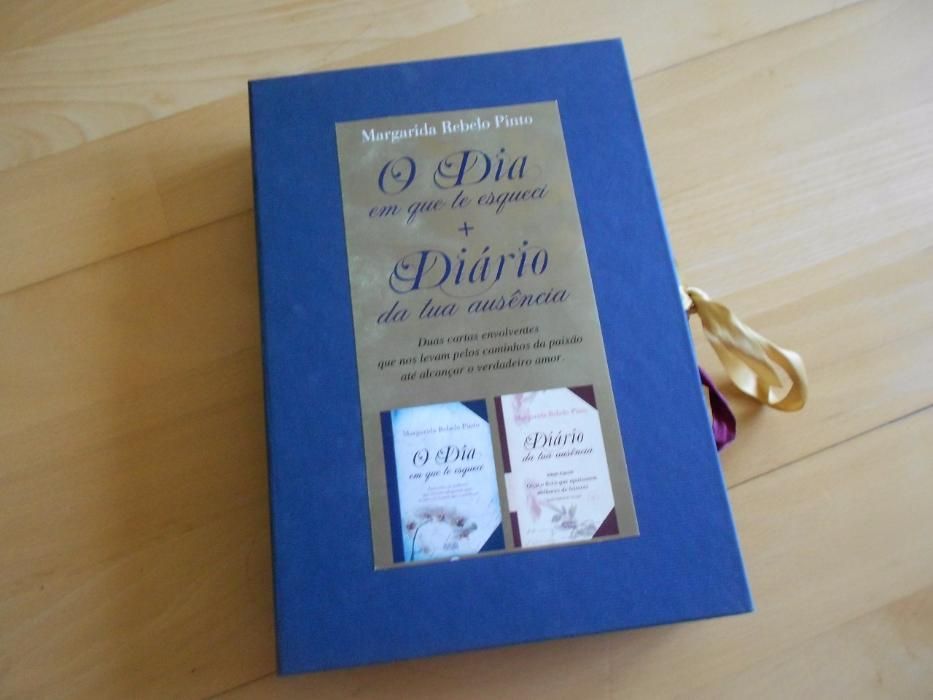 Margarida Rebelo Pinto
O Dia
em que te esqueci
+
Diário
da tua ausência
Duas cartas envolventes
que nos levam pelos caminhos da paixão
até alcançar o verdadeiro amor.
Margarida Rebelo Pinto
O Dia
em que te esqueci
Margarida Rebelo Pinto
Diário
da tua ausência